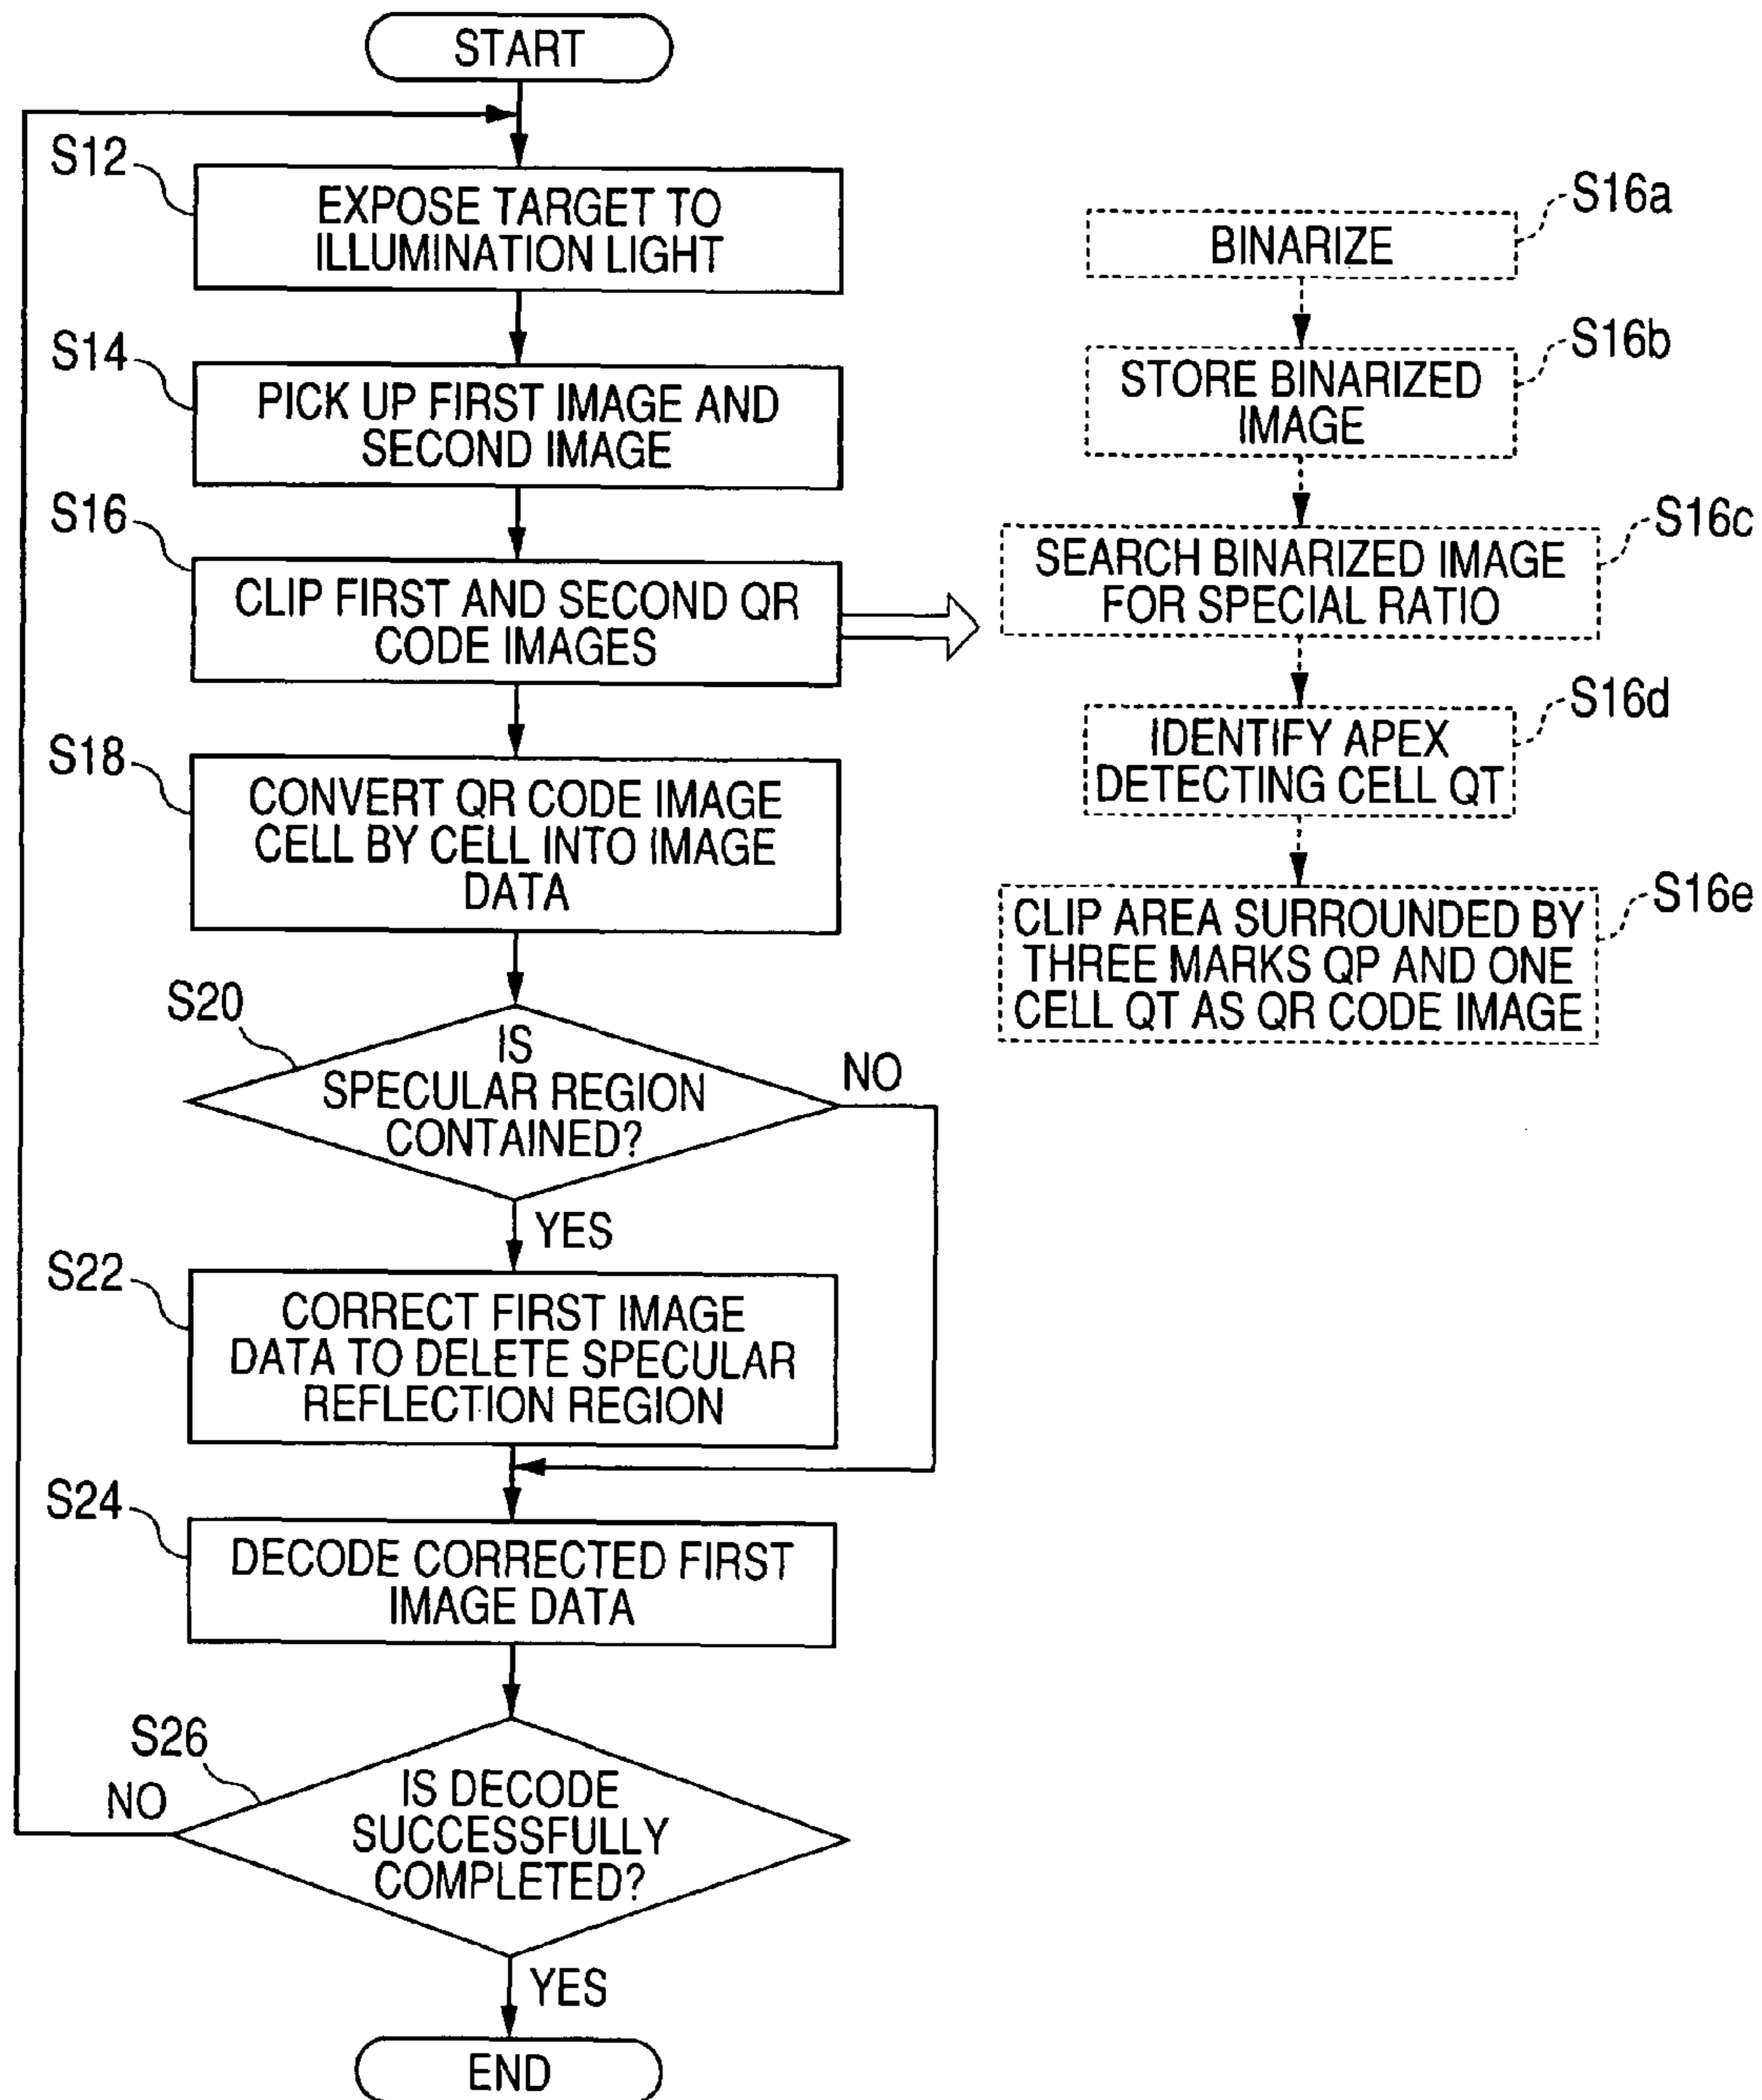 START
S12
EXPOSE TARGET TO
ILLUMINATION LIGHT
S14
PICK UP FIRST IMAGE AND
SECOND IMAGE
S16
CLIP FIRST AND SECOND QR
CODE IMAGES
S18
CONVERT QR CODE IMAGE
CELL BY CELL INTO IMAGE
DATA
S20
IS
SPECULAR REGION
CONTAINED?
NO
YES
S22
CORRECT FIRST IMAGE
DATA TO DELETE SPECULAR
REFLECTION REGION
S24
DECODE CORRECTED FIRST
IMAGE DATA
S26
NO
IS DECODE
SUCCESSFULLY
COMPLETED?
YES
END
S16a
BINARIZE
S16b
STORE BINARIZED
IMAGE
S16c
SEARCH BINARIZED IMAGE
FOR SPECIAL RATIO
S16d
IDENTIFY APEX
DETECTING CELL QT
S16e
CLIP AREA SURROUNDED BY
THREE MARKS QP AND ONE
CELL QT AS QR CODE IMAGE